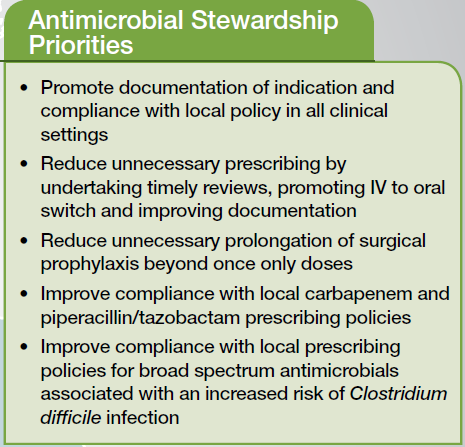 Antimicrobial Stewardship
Priorities
• Promote documentation of indication and
compliance with local policy in all clinical
settings
• Reduce unnecessary prescribing by
undertaking timely reviews, promoting IV to oral
switch and improving documentation
• Reduce unnecessary prolongation of surgical
prophylaxis beyond once only doses
• Improve compliance with local carbapenem and
piperacillin/tazobactam prescribing policies
• Improve compliance with local prescribing
policies for broad spectrum antimicrobials
associated with an increased risk of Clostridium
difficile infection